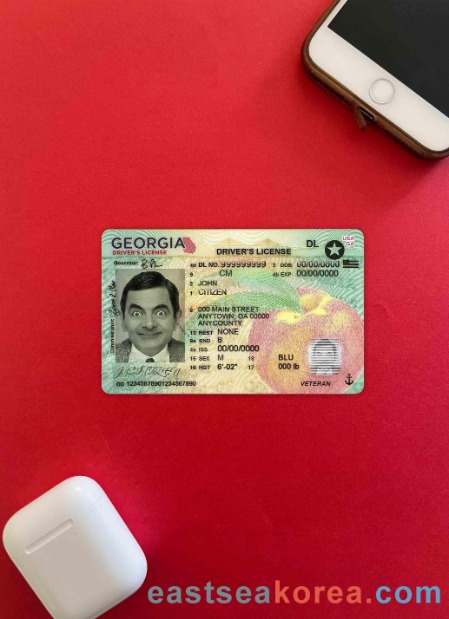 GEORGIA
DRIVER'S LICENSE
DRIVER'S LICENSE
DL
USA
GA
Governor:
4d DL NO. 999999999 3 DOB 00/00/0000
9 CM 4b EXP 00/00/0000
2 JOHN
1 CITIZEN
8 000 MAIN STREET
ANYTOWN, GA 00000
ANYCOUNTY
12 REST NONE
9a END B
4a ISS 00/00/0000
15 SEX M 18 BLU
16 HGT 6'-02" 17 000 lb
VETERAN
DD 12345678901234567890
eastseakorea.com